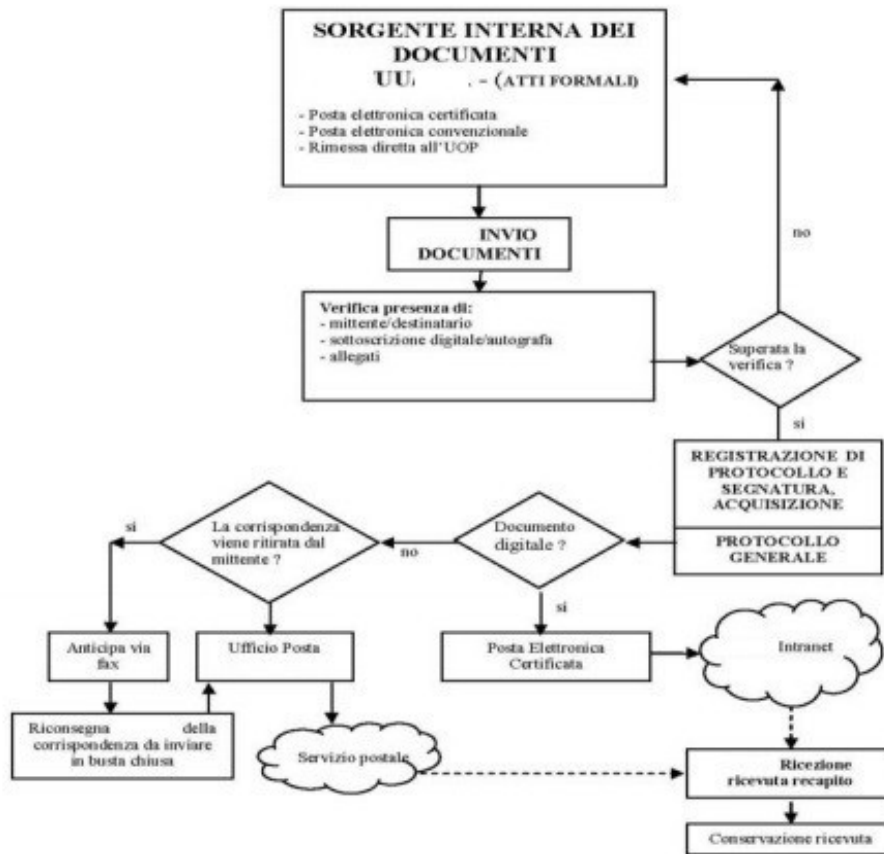 SORGENTE INTERNA DEI
DOCUMENTI
UU. - (ATTI FORMALI)
- Posta elettronica certificata
- Posta elettronica convenzionale
- Rimessa diretta all'UOP
INVIO
DOCUMENTI
no
Verifica presenza di:
- mittente/destinatario
- sottoscrizione digitale/autografa
- allegati
Superata la
verifica ?
si
REGISTRAZIONE DI
PROTOCOLLO E
SEGNATURA,
ACQUISIZIONE
PROTOCOLLO
GENERALE
Documento
digitale ?
no
La corrispondenza
viene ritirata dal
mittente ?
si
si
Anticipa via
fax
Ufficio Posta
Posta Elettronica
Certificata
Intranet
Riconsegna della
corrispondenza da inviare
in busta chiusa
Servizio postale
Ricezione
ricevuta recapito
Conservazione ricevuta